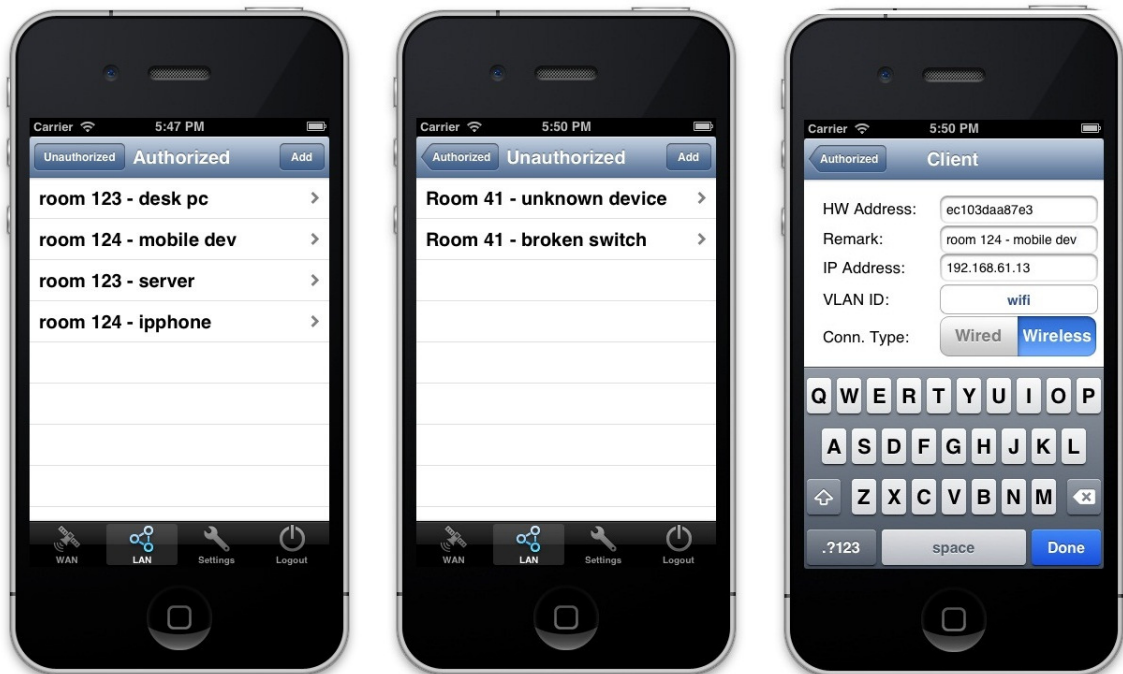 Carrier 5:47 PM
Unauthorized Authorized Add
room 123 - desk pc
room 124 - mobile dev
room 123 - server
room 124 - ipphone
WAN LAN Settings Logout
Carrier 5:50 PM
Authorized Unauthorized Add
Room 41 - unknown device
Room 41 - broken switch
WAN LAN Settings Logout
Carrier 5:50 PM
Authorized Client
HW Address: ec103daa87e3
Remark: room 124 - mobile dev
IP Address: 192.168.61.13
VLAN ID: wifi
Conn. Type: Wired Wireless
Q W E R T Y U I O P
A S D F G H J K L
Z X C V B N M
.?123 space Done